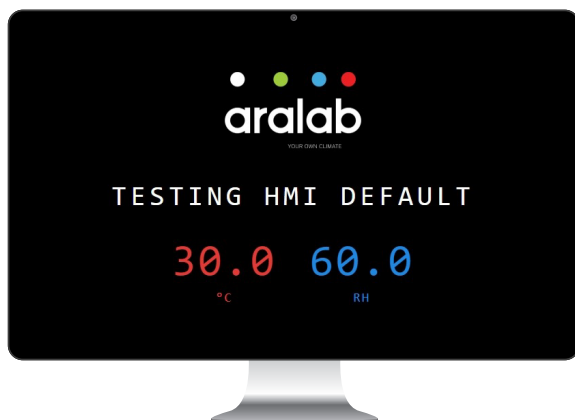 aralab
YOUR OWN CLIMATE
TESTING HMI DEFAULT
30.0 60.0
°C RH